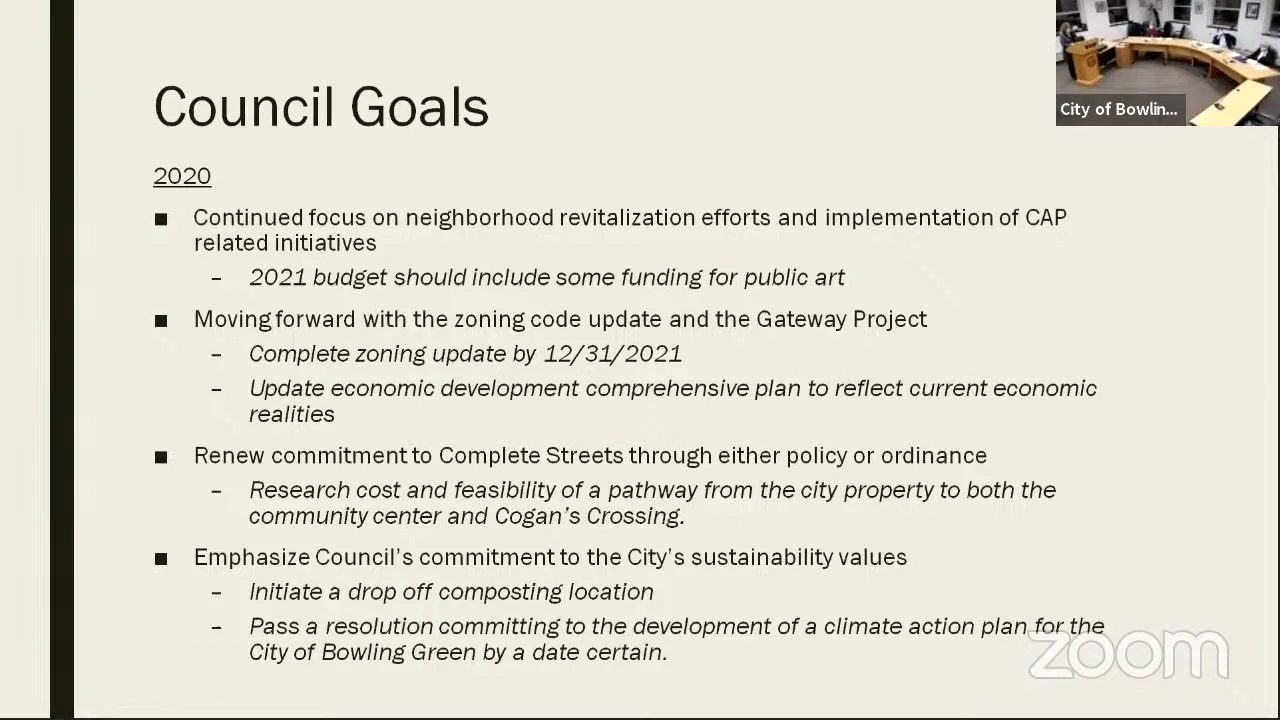 Council Goals
City of Bowlin...
2020
■ Continued focus on neighborhood revitalization efforts and implementation of CAP
related initiatives
– 2021 budget should include some funding for public art
■ Moving forward with the zoning code update and the Gateway Project
– Complete zoning update by 12/31/2021
– Update economic development comprehensive plan to reflect current economic
realities
■ Renew commitment to Complete Streets through either policy or ordinance
– Research cost and feasibility of a pathway from the city property to both the
community center and Cogan's Crossing.
■ Emphasize Council's commitment to the City's sustainability values
– Initiate a drop off composting location
– Pass a resolution committing to the development of a climate action plan for the
City of Bowling Green by a date certain.
zoom